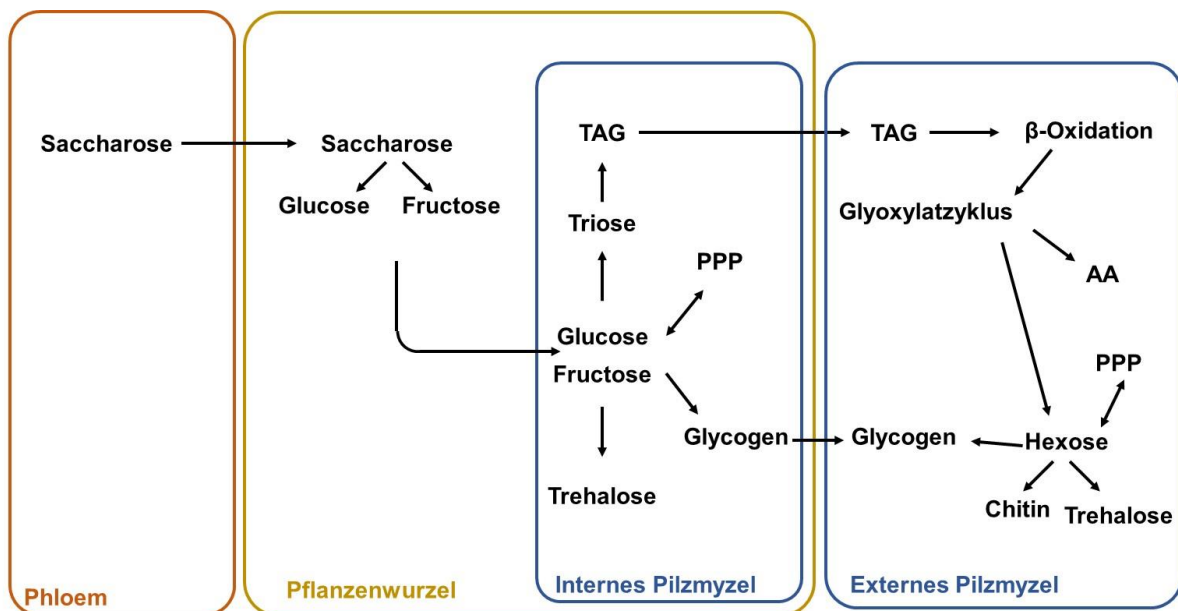 Saccharose
Saccharose
Glucose
Fructose
TAG
Triose
PPP
Glucose
Fructose
Glycogen
Trehalose
TAG
β-Oxidation
Glyoxylatzyklus
AA
PPP
Glycogen
Hexose
Chitin
Trehalose
Phloem
Pflanzenwurzel
Internes Pilzmyzel
Externes Pilzmyzel